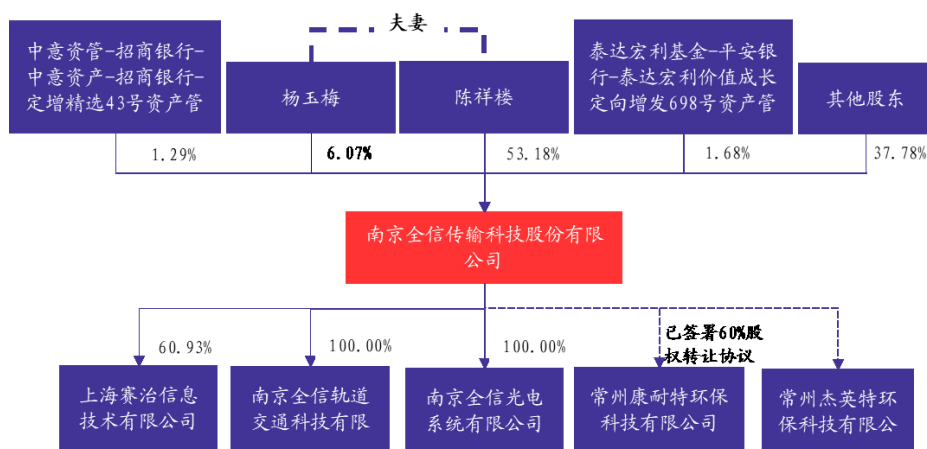 夫妻
中意资管-招商银行-
中意资产-招商银行-
定增精选43号资产管
杨玉梅
陈祥楼
泰达宏利基金-平安银
行-泰达宏利价值成长
定向增发698号资产管
其他股东
1.29%
6.07%
53.18%
1.68%
37.78%
南京全信传输科技股份有限
公司
60.93%
100.00%
100.00%
已签署60%股
权转让协议
上海赛治信息
技术有限公司
南京全信轨道
交通科技有限
南京全信光电
系统有限公司
常州康耐特环保
科技有限公司
常州杰英特环
保科技有限公